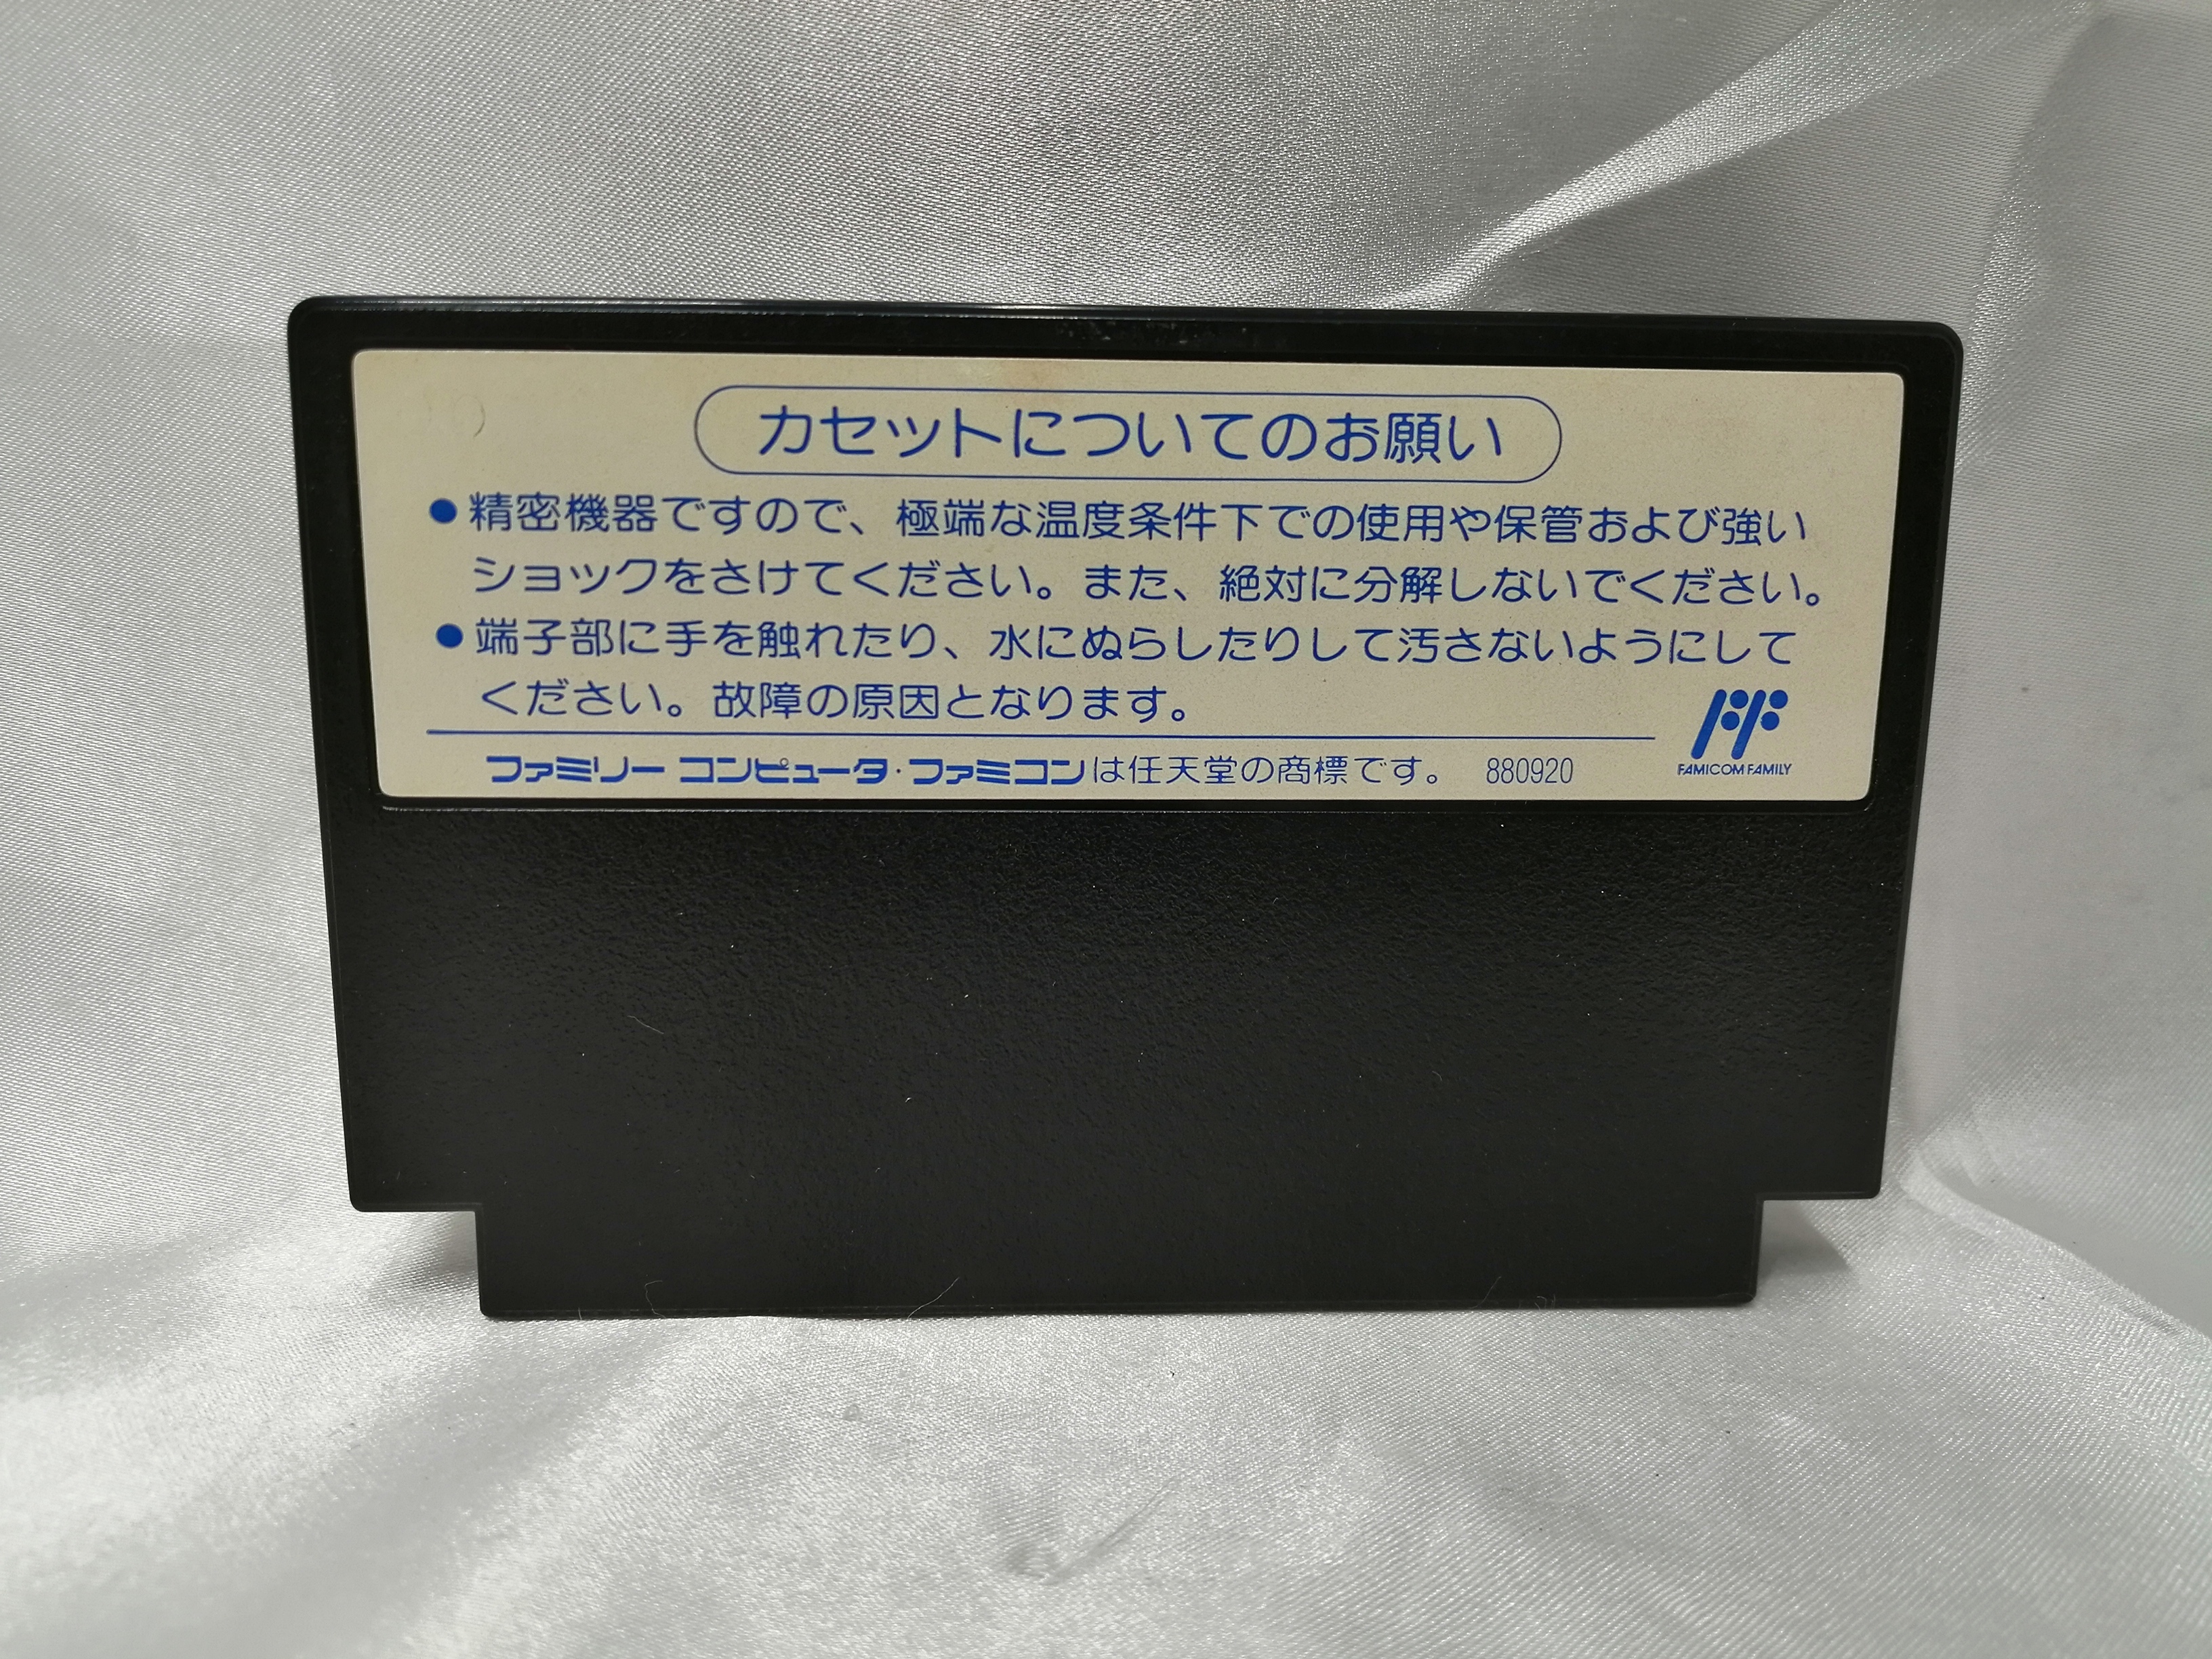 カセットについてのお願い
●精密機器ですので、極端な温度条件下での使用や保管および強い
ショックをさけてください。また、絶対に分解しないでください。
●端子部に手を触れたり、水にぬらしたりして汚さないようにして
ください。故障の原因となります。
ファミリー コンピュータ・ファミコンは任天堂の商標です。 880920
FF
FAMICOM FAMILY